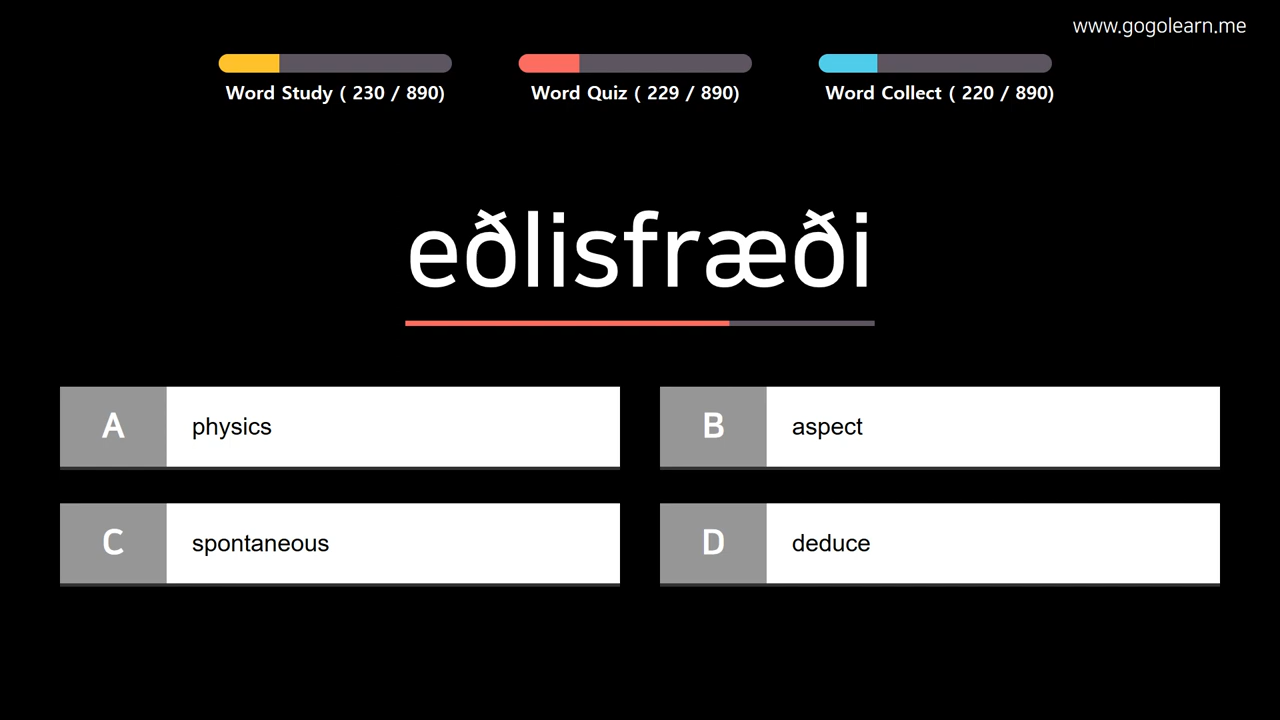 www.gogolearn.me
Word Study ( 230 / 890)
Word Quiz ( 229 / 890)
Word Collect ( 220 / 890)
eðlisfræði
A physics
B aspect
C spontaneous
D deduce